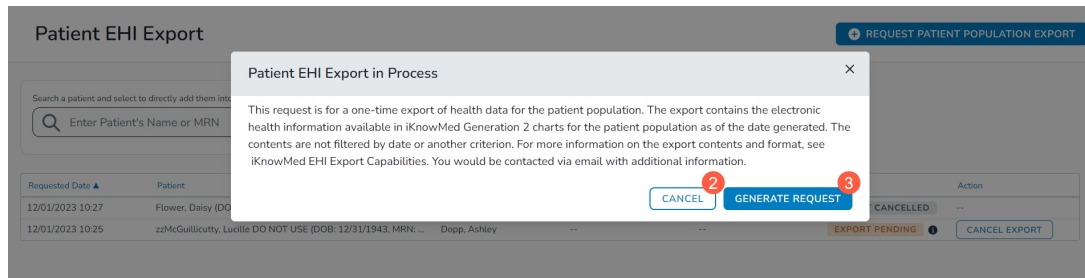 Patient EHI Export
REQUEST PATIENT POPULATION EXPORT
Patient EHI Export in Process
Search a patient and select to directly add them into
Enter Patient's Name or MRN
This request is for a one-time export of health data for the patient population. The export contains the electronic
health information available in iKnowMed Generation 2 charts for the patient population as of the date generated. The
contents are not filtered by date or another criterion. For more information on the export contents and format, see
iKnowMed EHI Export Capabilities. You would be contacted via email with additional information.
2 3
CANCEL GENERATE REQUEST
Requested Date ▲ Patient Action
12/01/2023 10:27 Flower, Daisy (DO CANCELLED --
12/01/2023 10:25 zzMcGuillicutty, Lucille DO NOT USE (DOB: 12/31/1943, MRN: ... Dopp, Ashley -- -- EXPORT PENDING CANCEL EXPORT